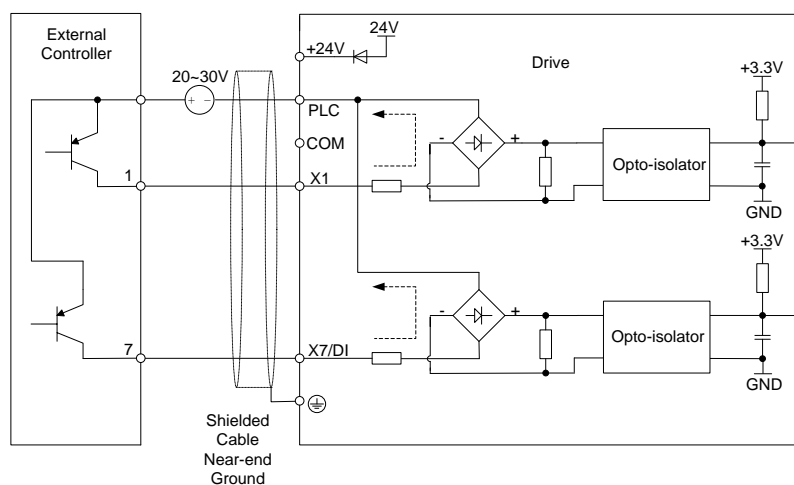 External
Controller
20~30V
+ -
1
7
Shielded
Cable
Near-end
Ground
24V
+24V
Drive
PLC
COM
X1
- +
Opto-isolator
+3.3V
GND
X7/DI
- +
Opto-isolator
+3.3V
GND